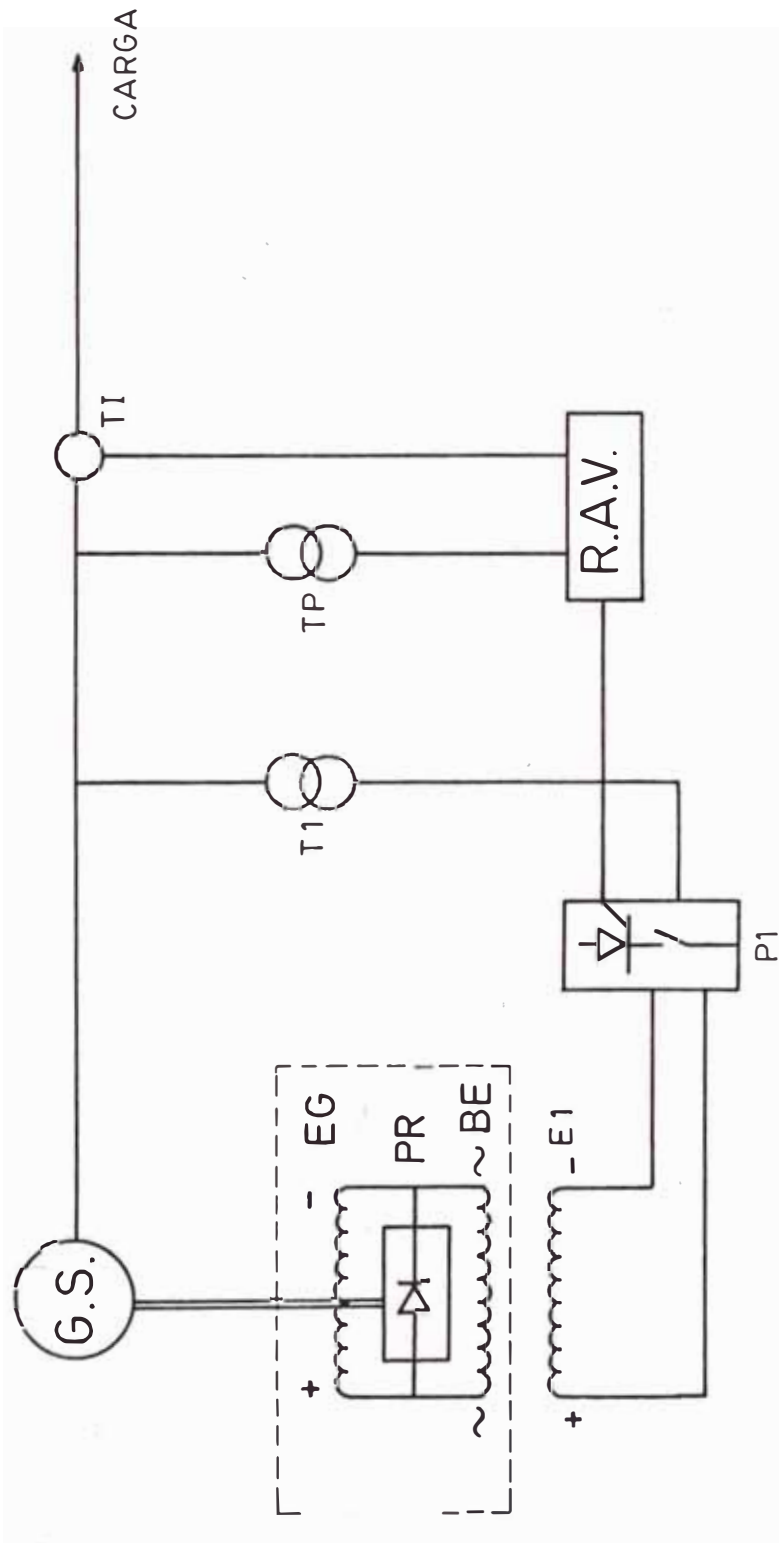 CARGA
G.S.
TI
TP
T1
R.A.V.
EG
- +
PR
~ BE ~
- E1
+
P1